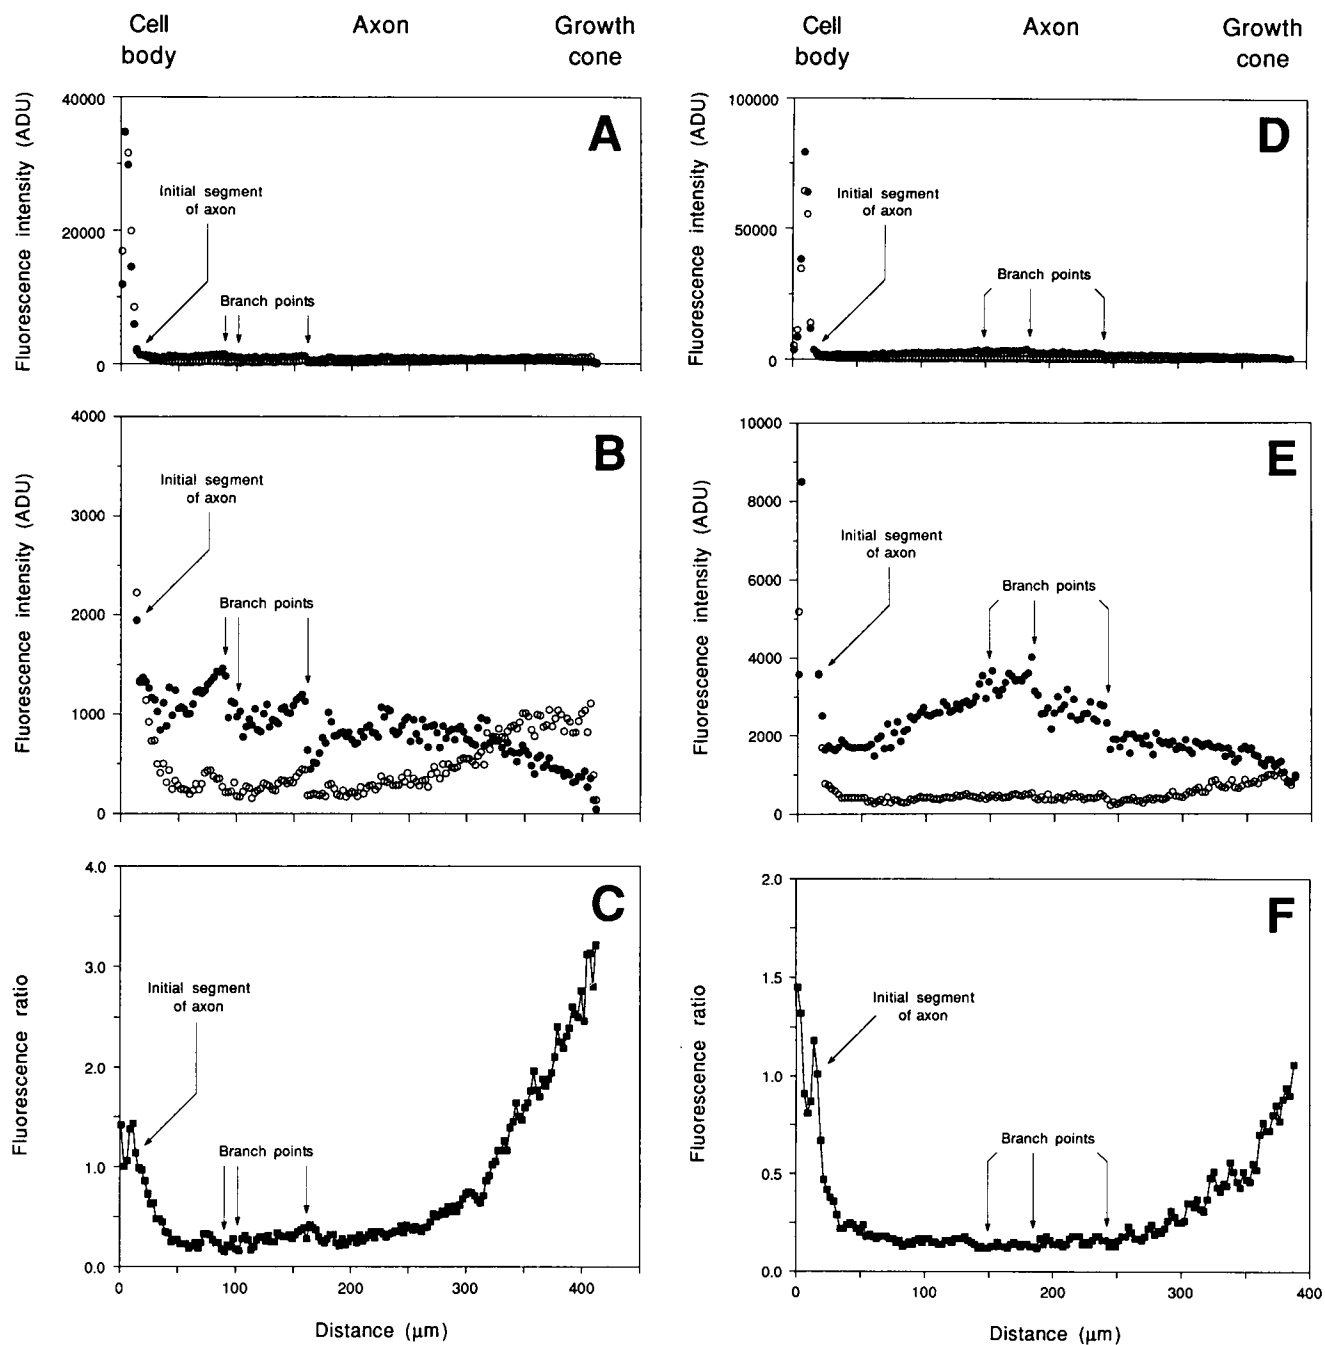 Cell
body
Axon
Growth
cone
Cell
body
Axon
Growth
cone
A
Fluorescence intensity (ADU)
40000
20000
0
Initial segment
of axon
Branch points
D
Fluorescence intensity (ADU)
100000
50000
0
Initial segment
of axon
Branch points
B
Fluorescence intensity (ADU)
4000
3000
2000
1000
0
Initial segment
of axon
Branch points
E
Fluorescence intensity (ADU)
10000
8000
6000
4000
2000
0
Initial segment
of axon
Branch points
C
Fluorescence ratio
4.0
3.0
2.0
1.0
0.0
Initial segment
of axon
Branch points
0 100 200 300 400
Distance (μm)
F
Fluorescence ratio
2.0
1.5
1.0
0.5
0.0
Initial segment
of axon
Branch points
0 100 200 300 400
Distance (μm)